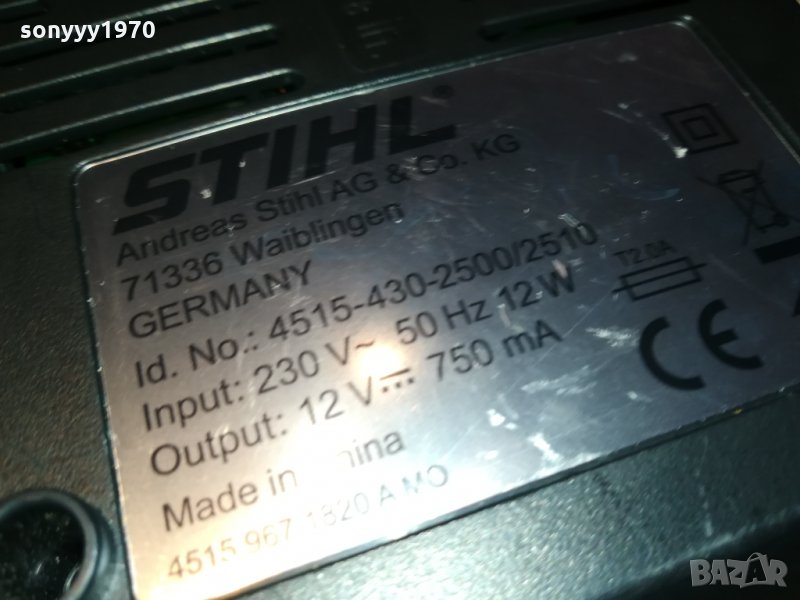 sonyyy1970
STIHL®
Andreas Stihl AG & Co. KG
71336 Waiblingen
GERMANY
Id. No.: 4515-430-2500/2510
Input: 230 V~ 50 Hz 12 W
Output: 12 V⎓ 750 mA
Made in China
4515 967 1820 A MO
T2.0A
CE
BAZAR